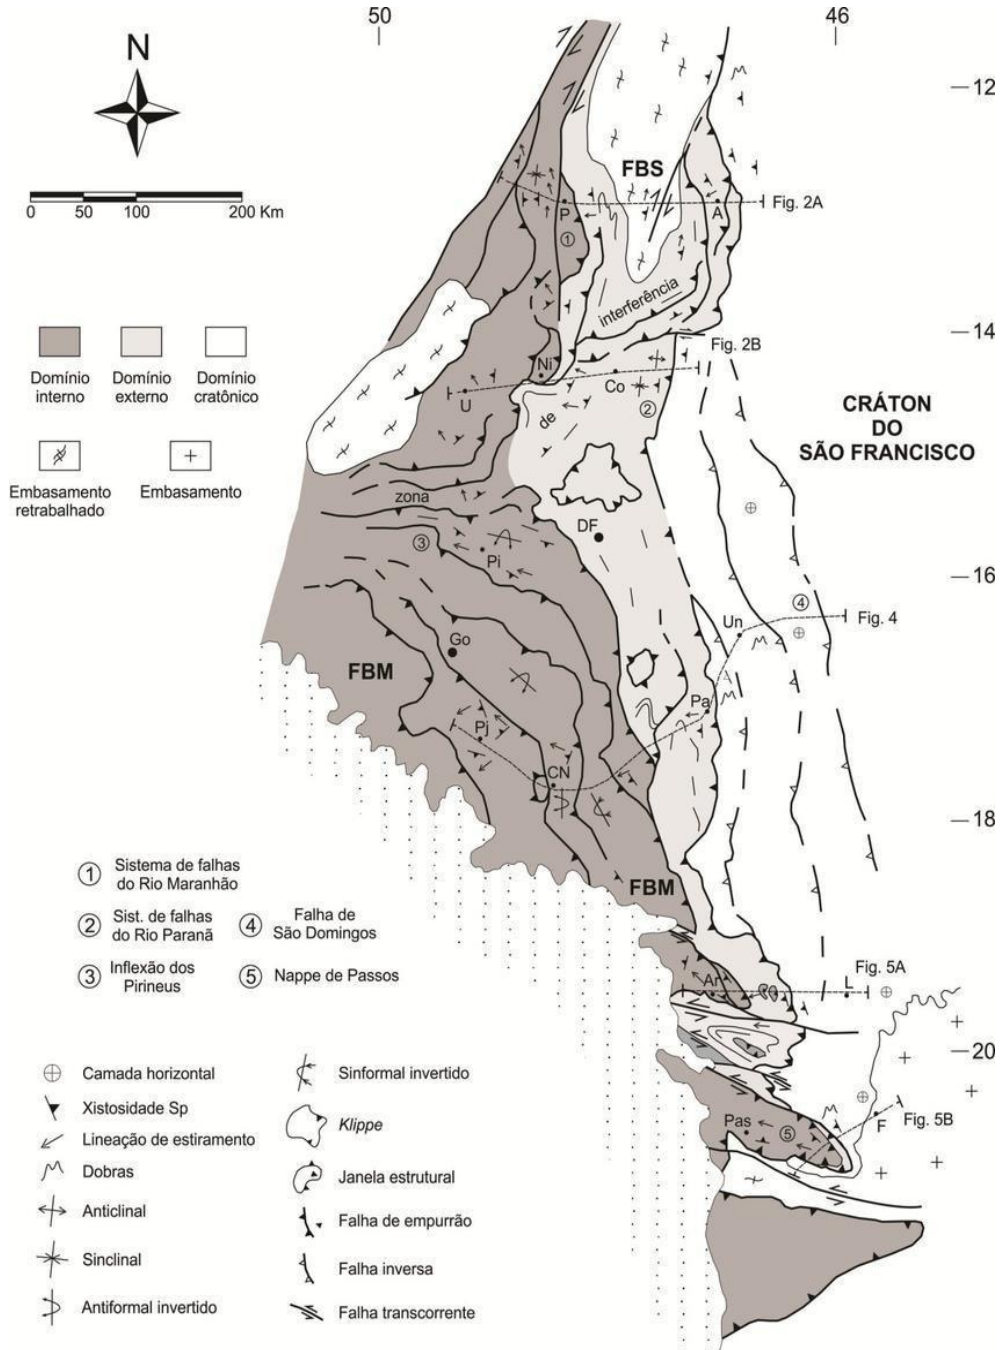 50
46
N
12
0 50 100 200 Km
FBS
Fig. 2A
P
A
1
interferência
14
Fig. 2B
Ni
U
Co
2
de
Domínio
interno
Domínio
externo
Domínio
cratônico
CRÁTON
DO
SÃO FRANCISCO
Embasamento
retrabalhado
Embasamento
zona
DF
3
Pi
16
4
Un
Fig. 4
Go
FBM
Pa
Pj
CN
18
FBM
1 Sistema de falhas
do Rio Maranhão
2 Sist. de falhas
do Rio Paranã
4 Falha de
São Domingos
3 Inflexão dos
Pirineus
5 Nappe de Passos
Fig. 5A
Ar
L
20
Camada horizontal
Xistosidade Sp
Lineação de estiramento
Dobras
Anticlinal
Sinclinal
Antiformal invertido
Sinformal invertido
Klippe
Janela estrutural
Falha de empurrão
Falha inversa
Falha transcorrente
Pas
5
F
Fig. 5B